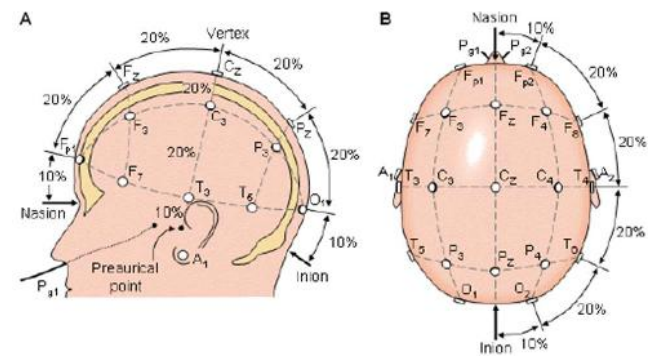 A
20%
Vertex
20%
Fz
Cz
20%
20%
20%
Fp1
F3
C3
Pz
20%
P3
20%
10%
F7
T3
T5
O1
Nasion
10%
10%
Preaurical
point
A1
Inion
Pg1
B
Nasion
10%
Pg1
Pg2
Fp1
Fp2
20%
F7
F3
Fz
F4
F8
20%
A1
T3
C3
Cz
C4
T4
A2
20%
T5
P3
Pz
P4
T6
O1
O2
20%
10%
Inion